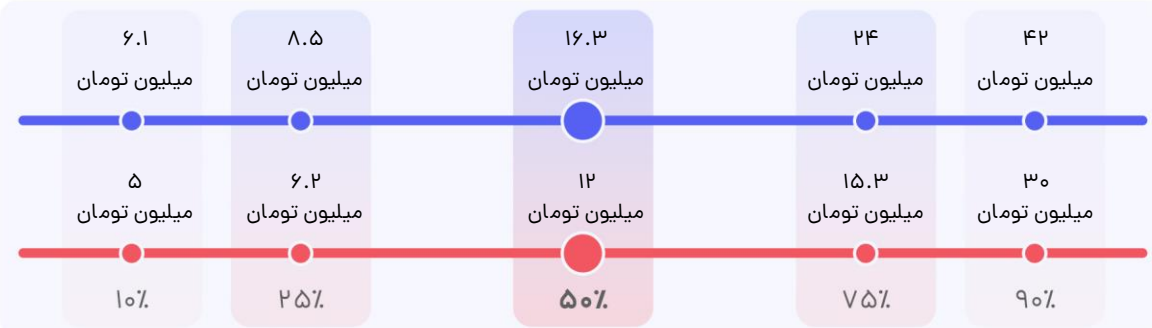 ۶.۱
میلیون تومان
۸.۵
میلیون تومان
۱۶.۳
میلیون تومان
۲۴
میلیون تومان
۴۲
میلیون تومان
۵
میلیون تومان
۶.۲
میلیون تومان
۱۲
میلیون تومان
۱۵.۳
میلیون تومان
۳۰
میلیون تومان
۱۰٪
۲۵٪
۵۰٪
۷۵٪
۹۰٪